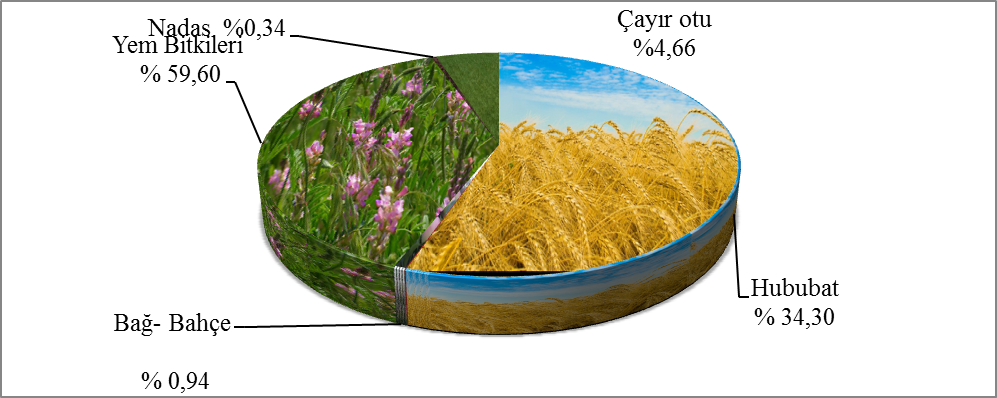 Nadas  %0,34
Yem Bitkileri
% 59,60
Çayır otu
%4,66
Hububat
% 34,30
Bağ- Bahçe
% 0,94